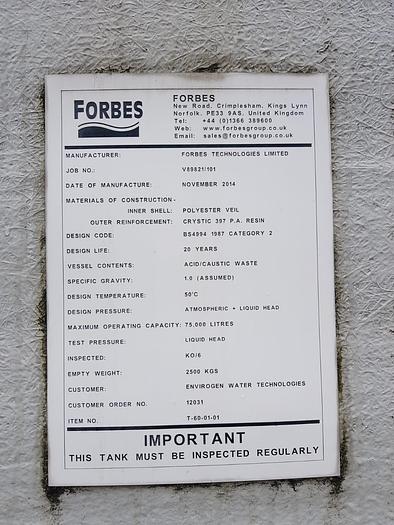 FORBES
FORBES
New Road, Crimplesham, Kings Lynn
Norfolk. PE33 9AS. United Kingdom
Tel: +44 (0)1366 389600
Web: www.forbesgroup.co.uk
Email: sales@forbesgroup.co.uk
MANUFACTURER: FORBES TECHNOLOGIES LIMITED
JOB NO.: V89821/101
DATE OF MANUFACTURE: NOVEMBER 2014
MATERIALS OF CONSTRUCTION-
INNER SHELL: POLYESTER VEIL
OUTER REINFORCEMENT: CRYSTIC 397 P.A. RESIN
DESIGN CODE: BS4994 1987 CATEGORY 2
DESIGN LIFE: 20 YEARS
VESSEL CONTENTS: ACID/CAUSTIC WASTE
SPECIFIC GRAVITY: 1.0 (ASSUMED)
DESIGN TEMPERATURE: 50°C
DESIGN PRESSURE: ATMOSPHERIC + LIQUID HEAD
MAXIMUM OPERATING CAPACITY: 75,000 LITRES
TEST PRESSURE: LIQUID HEAD
INSPECTED: KO/6
EMPTY WEIGHT: 2500 KGS
CUSTOMER: ENVIROGEN WATER TECHNOLOGIES
CUSTOMER ORDER NO. 12031
ITEM NO. T-60-01-01
IMPORTANT
THIS TANK MUST BE INSPECTED REGULARLY